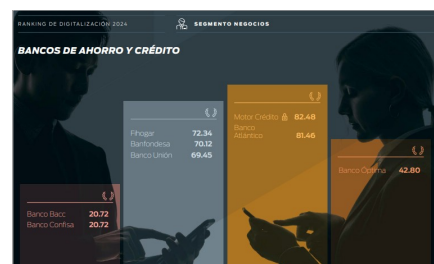 RANKING DE DIGITALIZACIÓN 2024
SEGMENTO NEGOCIOS
BANCOS DE AHORRO Y CRÉDITO
Motor Crédito 82.48
Banco
Atlántico 81.46
Fihogar 72.34
Banfondesa 70.12
Banco Unión 69.45
Banco Óptima 42.80
Banco Bacc 20.72
Banco Confisa 20.72